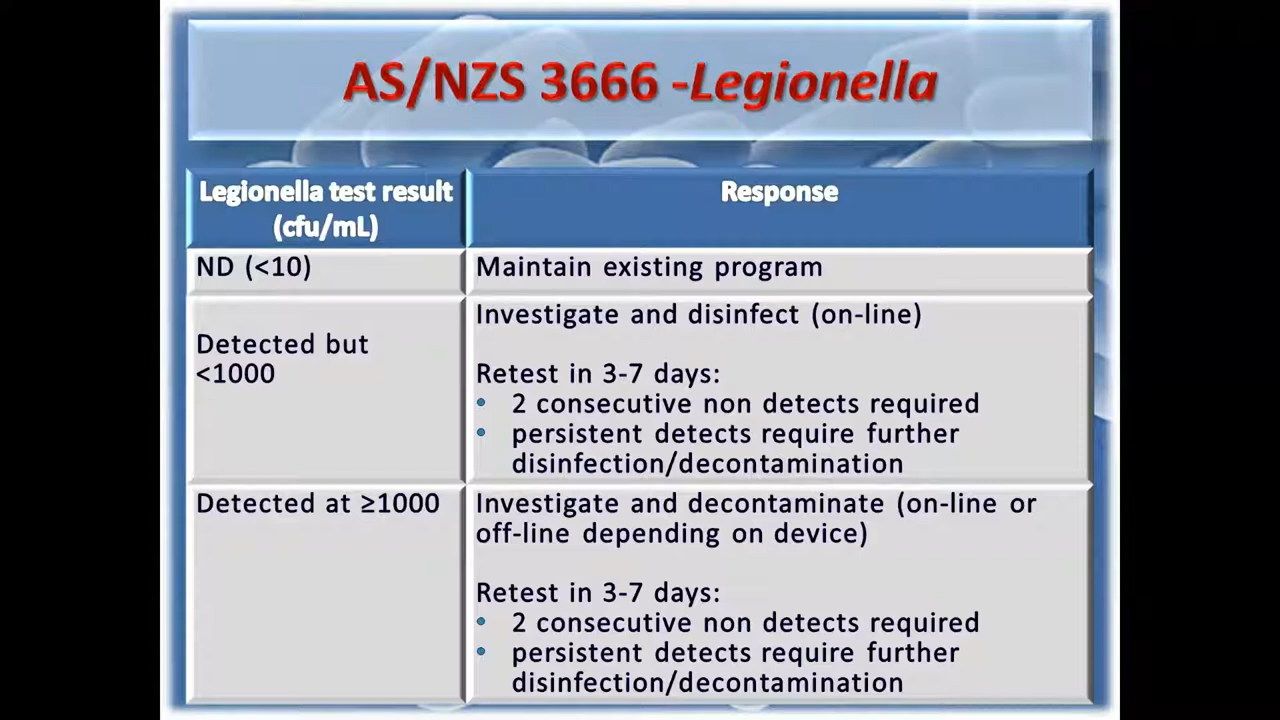 AS/NZS 3666 -Legionella
Legionella test result
(cfu/mL)
Response
ND (<10)
Maintain existing program
Detected but
<1000
Investigate and disinfect (on-line)
Retest in 3-7 days:
• 2 consecutive non detects required
• persistent detects require further
disinfection/decontamination
Detected at ≥1000
Investigate and decontaminate (on-line or
off-line depending on device)
Retest in 3-7 days:
• 2 consecutive non detects required
• persistent detects require further
disinfection/decontamination